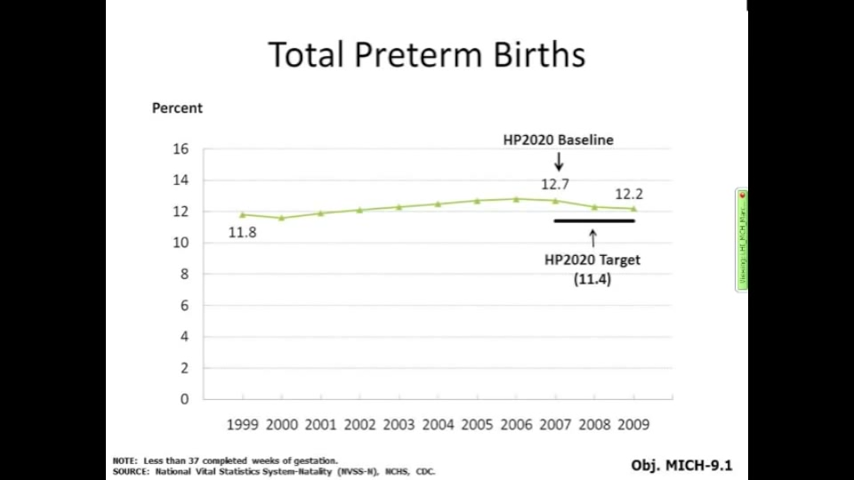 Total Preterm Births
Percent
HP2020 Baseline
16
14
12
10
8
6
4
2
0
12.7
12.2
11.8
HP2020 Target
(11.4)
1999 2000 2001 2002 2003 2004 2005 2006 2007 2008 2009
NOTE: Less than 37 completed weeks of gestation.
SOURCE: National Vital Statistics System-Natality (NVSS-N), NCHS, CDC.
Obj. MICH-9.1